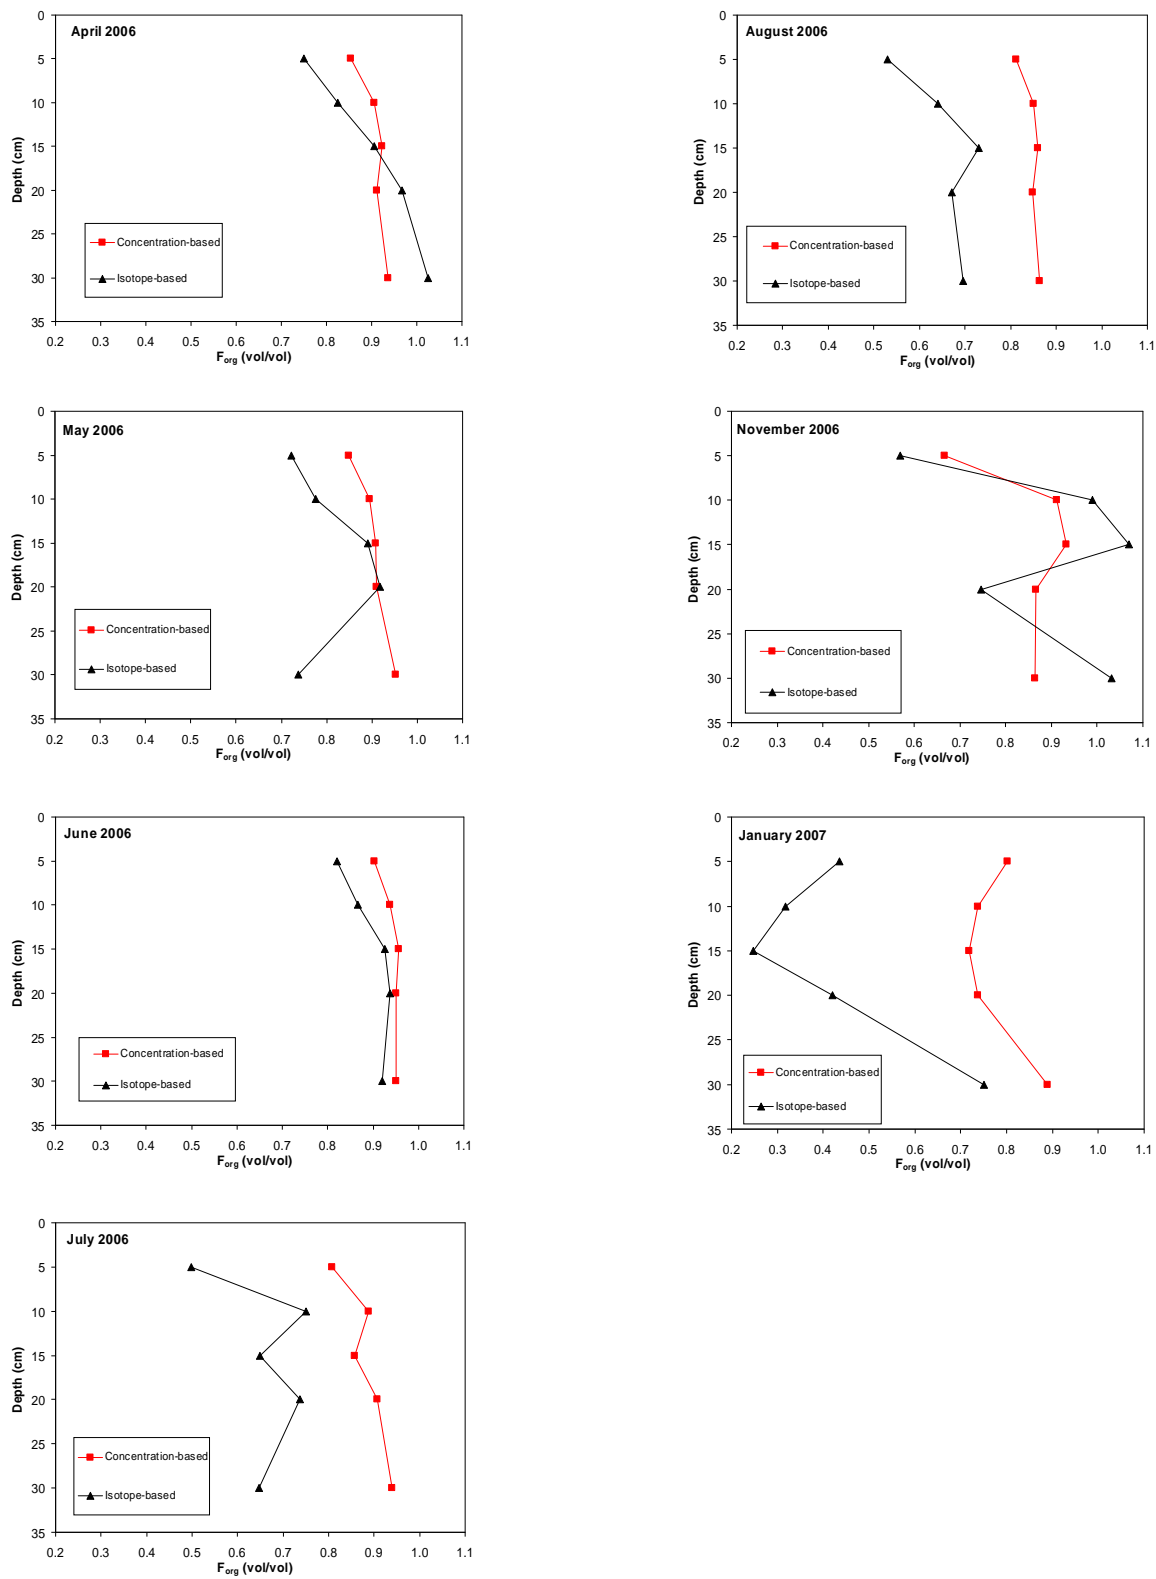 April 2006
0
5
10
15
20
25
30
35
Depth (cm)
Concentration-based
Isotope-based
0.2 0.3 0.4 0.5 0.6 0.7 0.8 0.9 1.0 1.1
Forg (vol/vol)
August 2006
0
5
10
15
20
25
30
35
Depth (cm)
Concentration-based
Isotope-based
0.2 0.3 0.4 0.5 0.6 0.7 0.8 0.9 1.0 1.1
Forg (vol/vol)
May 2006
0
5
10
15
20
25
30
35
Depth (cm)
Concentration-based
Isotope-based
0.2 0.3 0.4 0.5 0.6 0.7 0.8 0.9 1.0 1.1
Forg (vol/vol)
November 2006
0
5
10
15
20
25
30
35
Depth (cm)
Concentration-based
Isotope-based
0.2 0.3 0.4 0.5 0.6 0.7 0.8 0.9 1.0 1.1
Forg (vol/vol)
June 2006
0
5
10
15
20
25
30
35
Depth (cm)
Concentration-based
Isotope-based
0.2 0.3 0.4 0.5 0.6 0.7 0.8 0.9 1.0 1.1
Forg (vol/vol)
January 2007
0
5
10
15
20
25
30
35
Depth (cm)
Concentration-based
Isotope-based
0.2 0.3 0.4 0.5 0.6 0.7 0.8 0.9 1.0 1.1
Forg (vol/vol)
July 2006
0
5
10
15
20
25
30
35
Depth (cm)
Concentration-based
Isotope-based
0.2 0.3 0.4 0.5 0.6 0.7 0.8 0.9 1.0 1.1
Forg (vol/vol)